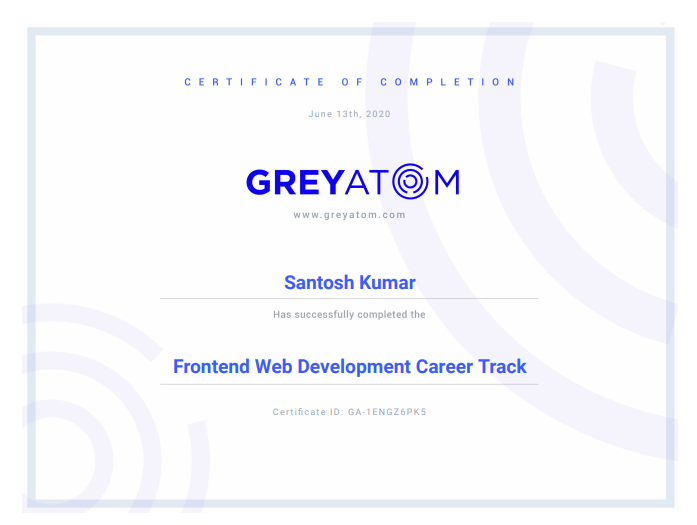 CERTIFICATE OF COMPLETION
June 13th, 2020
GREYATOM
www.greyatom.com
Santosh Kumar
Has successfully completed the
Frontend Web Development Career Track
Certificate ID: GA-1ENGZ6PK5